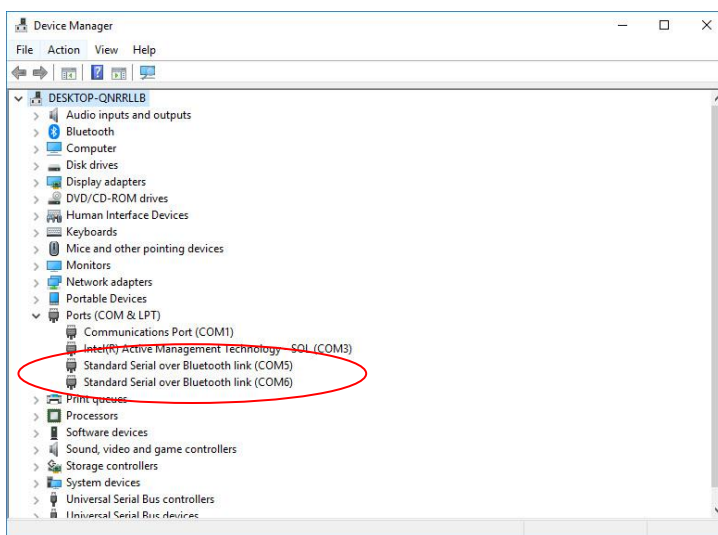 Device Manager
File Action View Help
DESKTOP-QNRRLLB
Audio inputs and outputs
Bluetooth
Computer
Disk drives
Display adapters
DVD/CD-ROM drives
Human Interface Devices
Keyboards
Mice and other pointing devices
Monitors
Network adapters
Portable Devices
Ports (COM & LPT)
Communications Port (COM1)
Intel(R) Active Management Technology - SOL (COM3)
Standard Serial over Bluetooth link (COM5)
Standard Serial over Bluetooth link (COM6)
Print queues
Processors
Software devices
Sound, video and game controllers
Storage controllers
System devices
Universal Serial Bus controllers
Universal Serial Bus devices